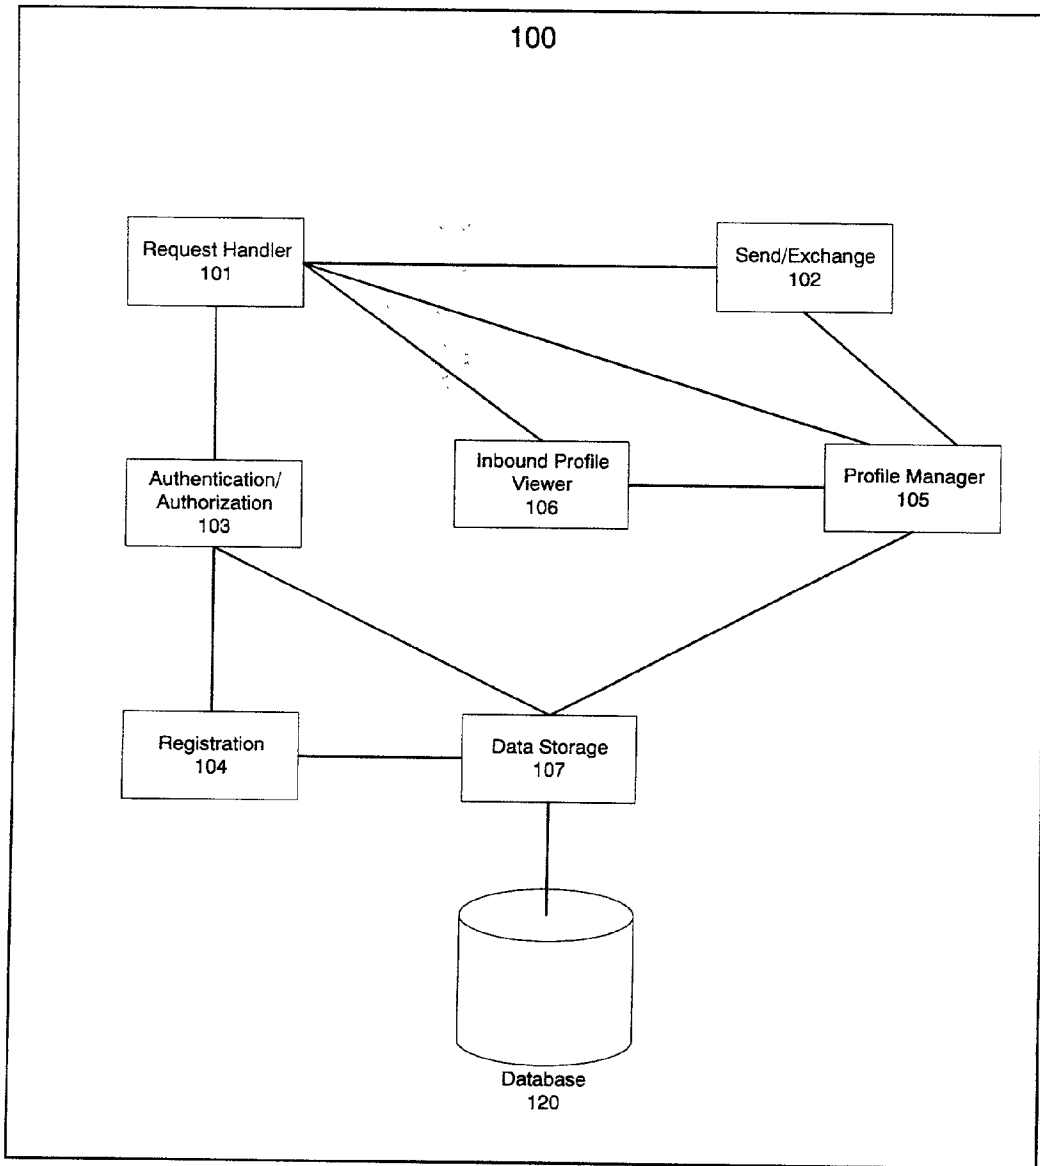 100
Request Handler
101
Send/Exchange
102
Authentication/
Authorization
103
Inbound Profile
Viewer
106
Profile Manager
105
Registration
104
Data Storage
107
Database
120